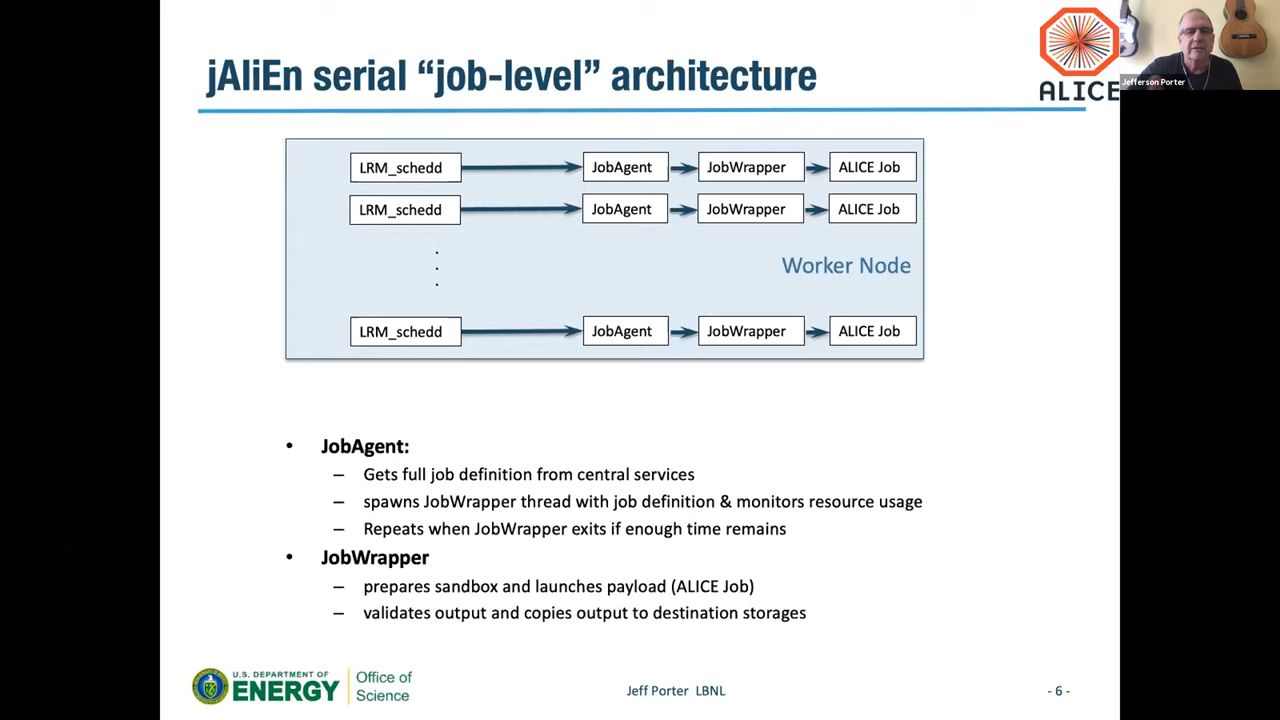 jAliEn serial “job-level” architecture
ALICE
Jefferson Porter
LRM_schedd JobAgent JobWrapper ALICE Job
LRM_schedd JobAgent JobWrapper ALICE Job
Worker Node
LRM_schedd JobAgent JobWrapper ALICE Job
• JobAgent:
– Gets full job definition from central services
– spawns JobWrapper thread with job definition & monitors resource usage
– Repeats when JobWrapper exits if enough time remains
• JobWrapper
– prepares sandbox and launches payload (ALICE Job)
– validates output and copies output to destination storages
U.S. DEPARTMENT OF
ENERGY
Office of
Science
Jeff Porter LBNL
- 6 -